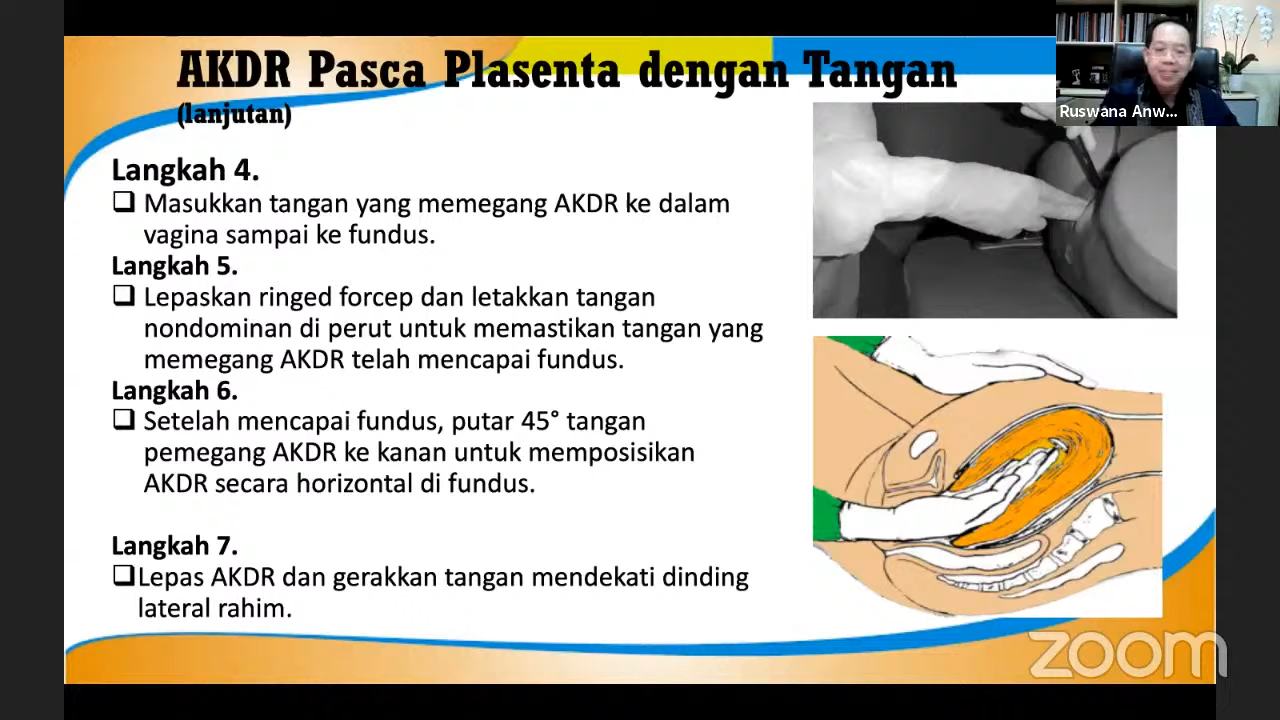 AKDR Pasca Plasenta dengan Tangan
(lanjutan)
Ruswana Anw...
Langkah 4.
❑ Masukkan tangan yang memegang AKDR ke dalam
vagina sampai ke fundus.
Langkah 5.
❑ Lepaskan ringed forcep dan letakkan tangan
nondominan di perut untuk memastikan tangan yang
memegang AKDR telah mencapai fundus.
Langkah 6.
❑ Setelah mencapai fundus, putar 45° tangan
pemegang AKDR ke kanan untuk memposisikan
AKDR secara horizontal di fundus.
Langkah 7.
❑Lepas AKDR dan gerakkan tangan mendekati dinding
lateral rahim.
zoom